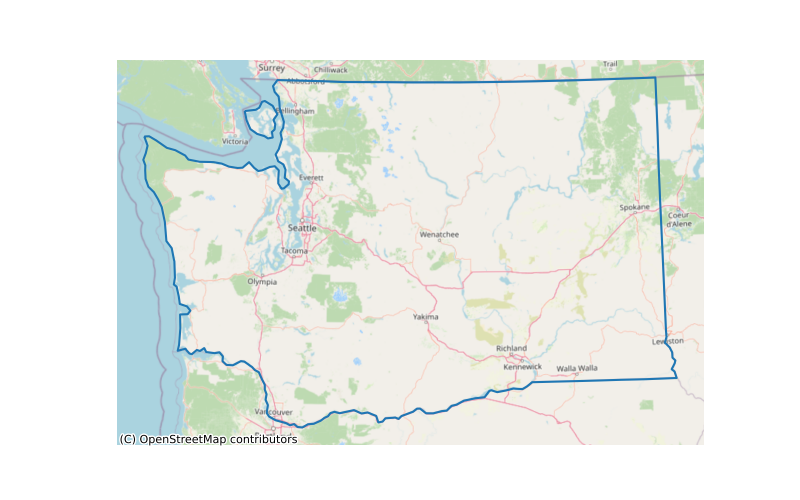 Surrey
Chilliwack
Trail
Abbotsford
Bellingham
Victoria
Everett
Spokane
Coeur
d'Alene
Seattle
Wenatchee
Tacoma
Olympia
Yakima
Lewiston
Richland
Kennewick
Walla Walla
Vancouver
(C) OpenStreetMap contributors